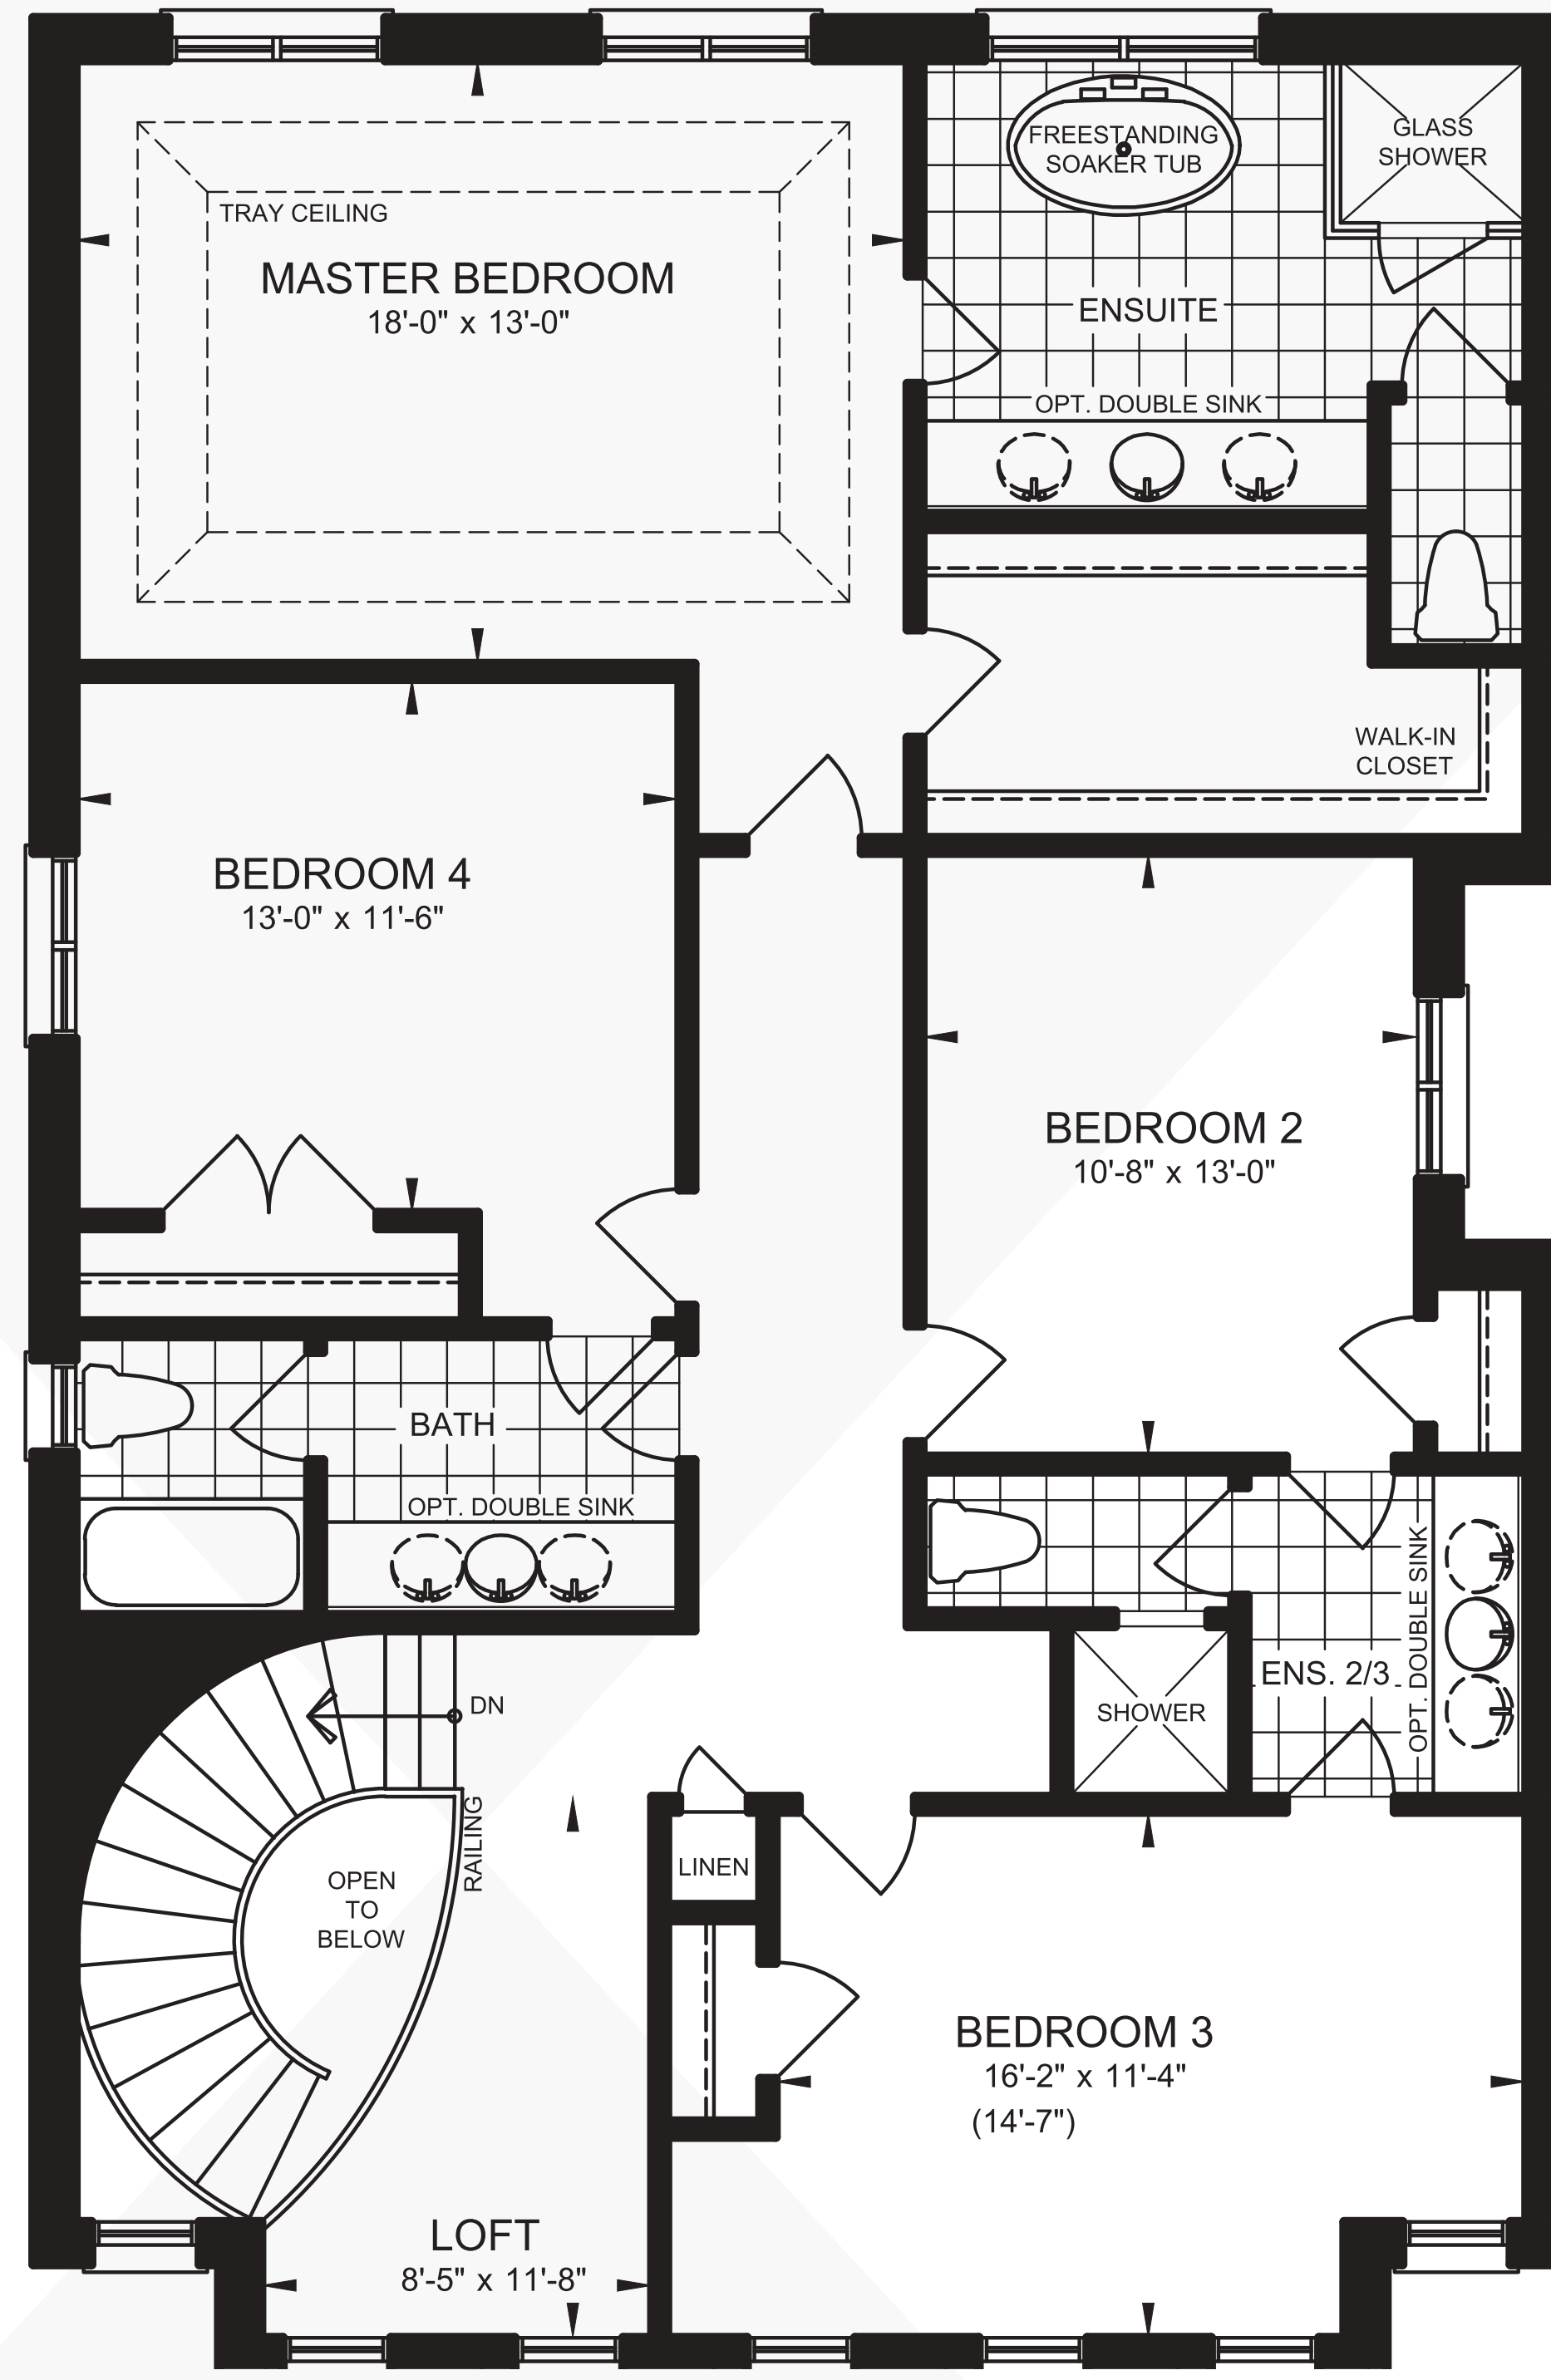 FREESTANDING
SOAKER TUB
GLASS
SHOWER
TRAY CEILING
MASTER BEDROOM
18'-0" x 13'-0"
ENSUITE
OPT. DOUBLE SINK
WALK-IN
CLOSET
BEDROOM 4
13'-0" x 11'-6"
BEDROOM 2
10'-8" x 13'-0"
BATH
OPT. DOUBLE SINK
OPT. DOUBLE SINK
ENS. 2/3
SHOWER
DN
RAILING
OPEN
TO
BELOW
LINEN
BEDROOM 3
16'-2" x 11'-4"
(14'-7")
LOFT
8'-5" x 11'-8"